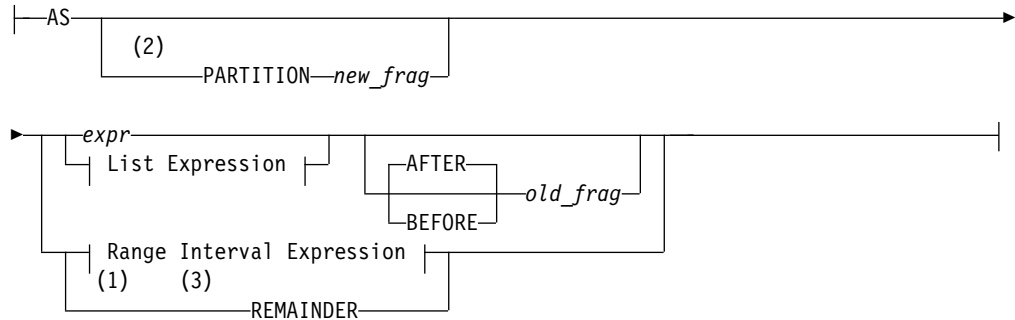 AS
(2)
PARTITION new_frag
expr
List Expression
AFTER
old_frag
BEFORE
Range Interval Expression
(1) (3)
REMAINDER